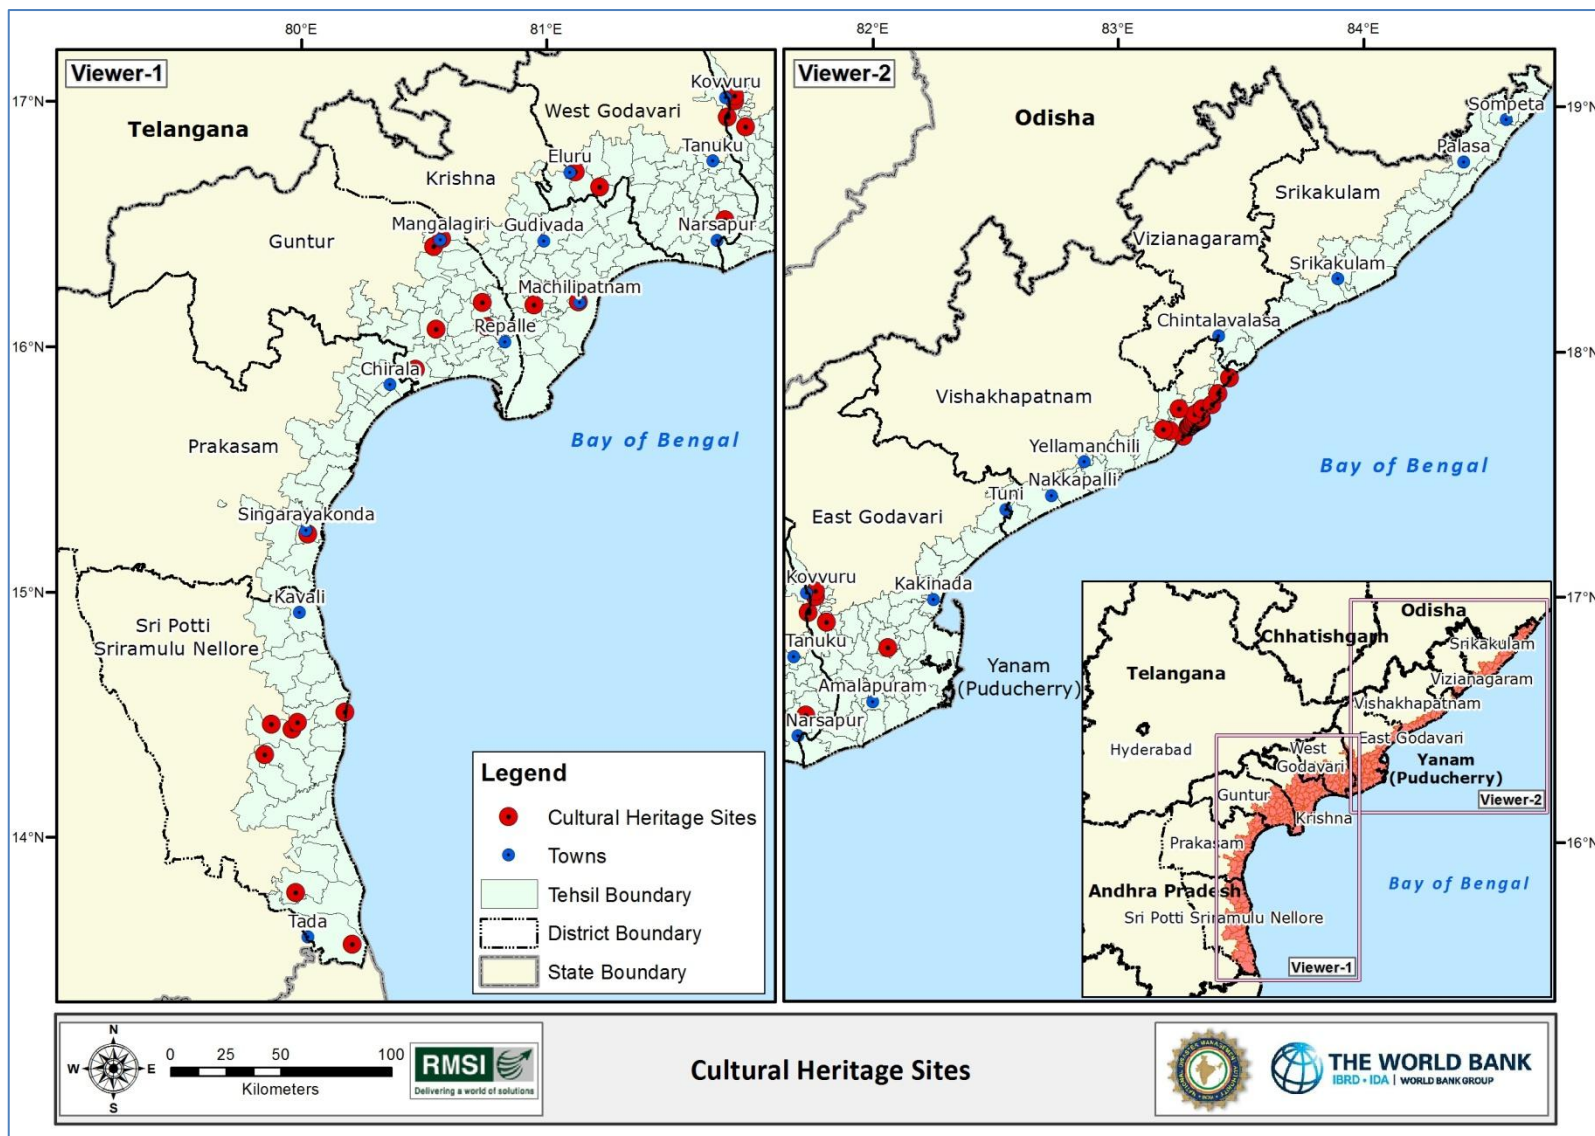 80°E
81°E
82°E
83°E
84°E
Viewer-1
Kovvuru
17°N
West Godavari
Telangana
Tanuku
Eluru
Krishna
Mangalagiri
Gudivada
Narsapur
Guntur
Machilipatnam
Repalle
16°N
Chirala
Prakasam
Bay of Bengal
Singarayakonda
15°N
Kavali
Sri Potti
Sriramulu Nellore
14°N
Tada
Legend
Cultural Heritage Sites
Towns
Tehsil Boundary
District Boundary
State Boundary
Viewer-2
Sompeta
19°N
Odisha
Palasa
Srikakulam
Vizianagaram
Srikakulam
Chintalavalasa
18°N
Vishakhapatnam
Yellamanchili
Bay of Bengal
Nakkapalli
Tuni
East Godavari
Kovvuru
Kakinada
17°N
Tanuku
Yanam
(Puducherry)
Amalapuram
Narsapur
16°N
Odisha
Chhatishgarh
Srikakulam
Telangana
Vizianagaram
Vishakhapatnam
East Godavari
Hyderabad
West
Godavari
Yanam
(Puducherry)
Guntur
Viewer-2
Krishna
Prakasam
Andhra Pradesh
Bay of Bengal
Sri Potti Sriramulu Nellore
Viewer-1
N
W
E
S
0 25 50 100
Kilometers
RMSI
Delivering a world of solutions
Cultural Heritage Sites
THE WORLD BANK
IBRD • IDA | WORLD BANK GROUP